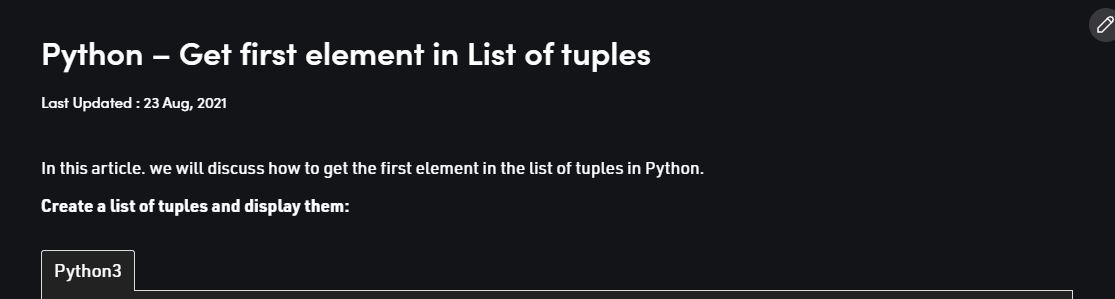 Python – Get first element in List of tuples
Last Updated : 23 Aug, 2021
In this article. we will discuss how to get the first element in the list of tuples in Python.
Create a list of tuples and display them:
Python3